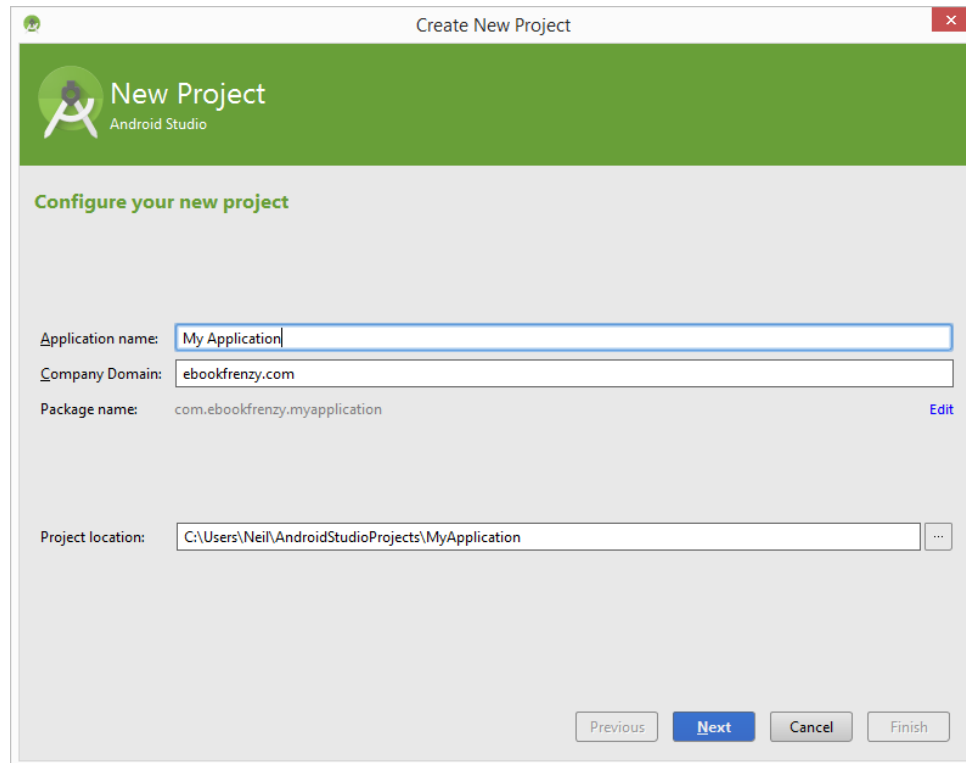 Create New Project
New Project
Android Studio
Configure your new project
Application name: My Application
Company Domain: ebookfrenzy.com
Package name: com.ebookfrenzy.myapplication Edit
Project location: C:\Users\Neil\AndroidStudioProjects\MyApplication ...
Previous Next Cancel Finish